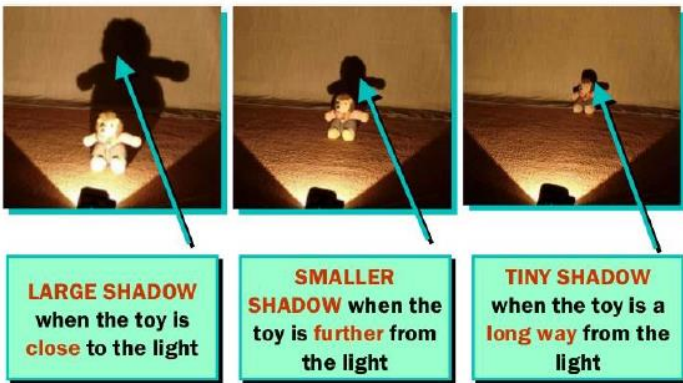 LARGE SHADOW
when the toy is
close to the light
SMALLER
SHADOW when the
toy is further from
the light
TINY SHADOW
when the toy is a
long way from the
light